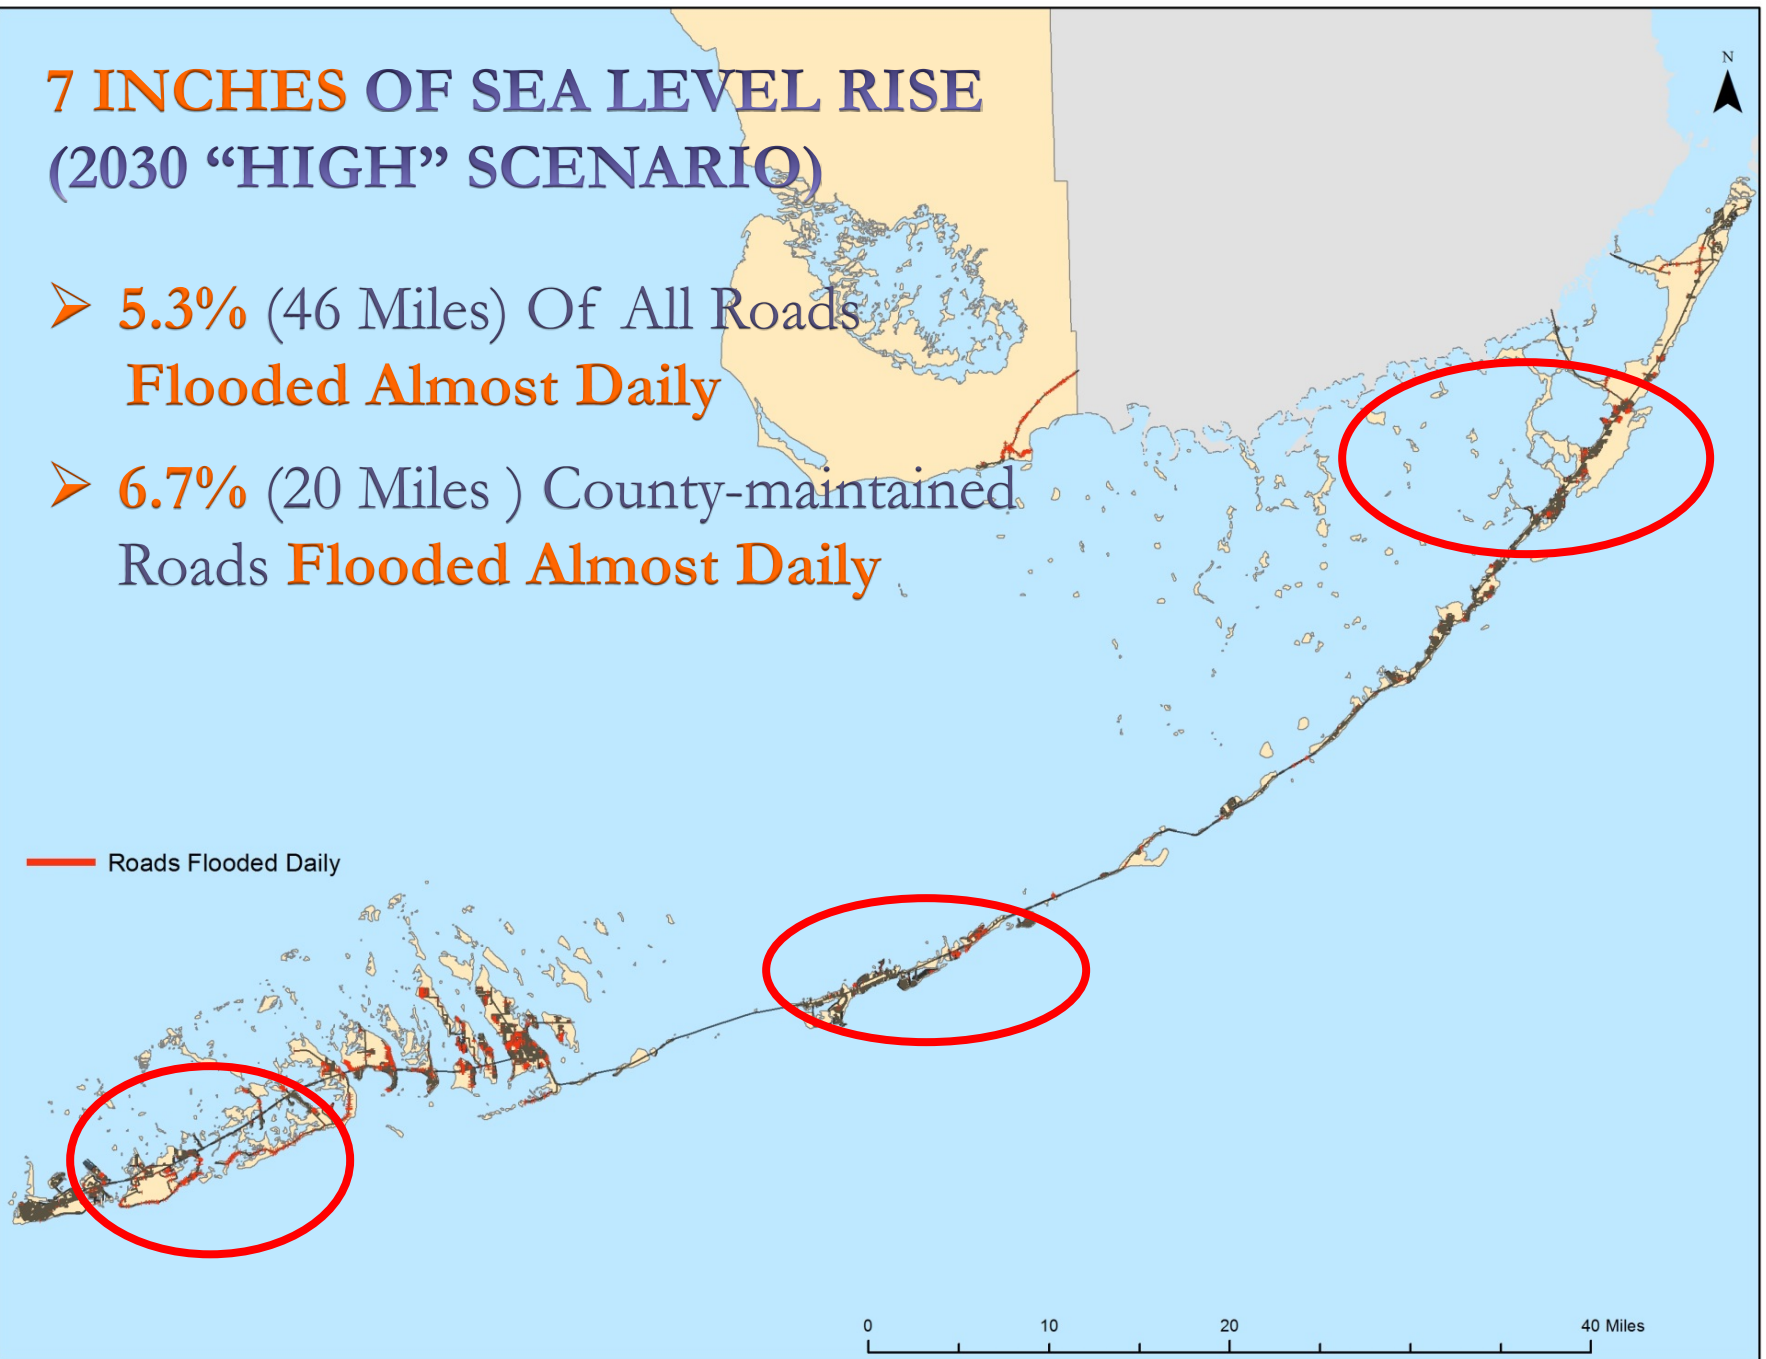 7 INCHES OF SEA LEVEL RISE
(2030 “HIGH” SCENARIO)
N
➢ 5.3% (46 Miles) Of All Roads
Flooded Almost Daily
➢ 6.7% (20 Miles ) County-maintained
Roads Flooded Almost Daily
Roads Flooded Daily
0 10 20 40 Miles